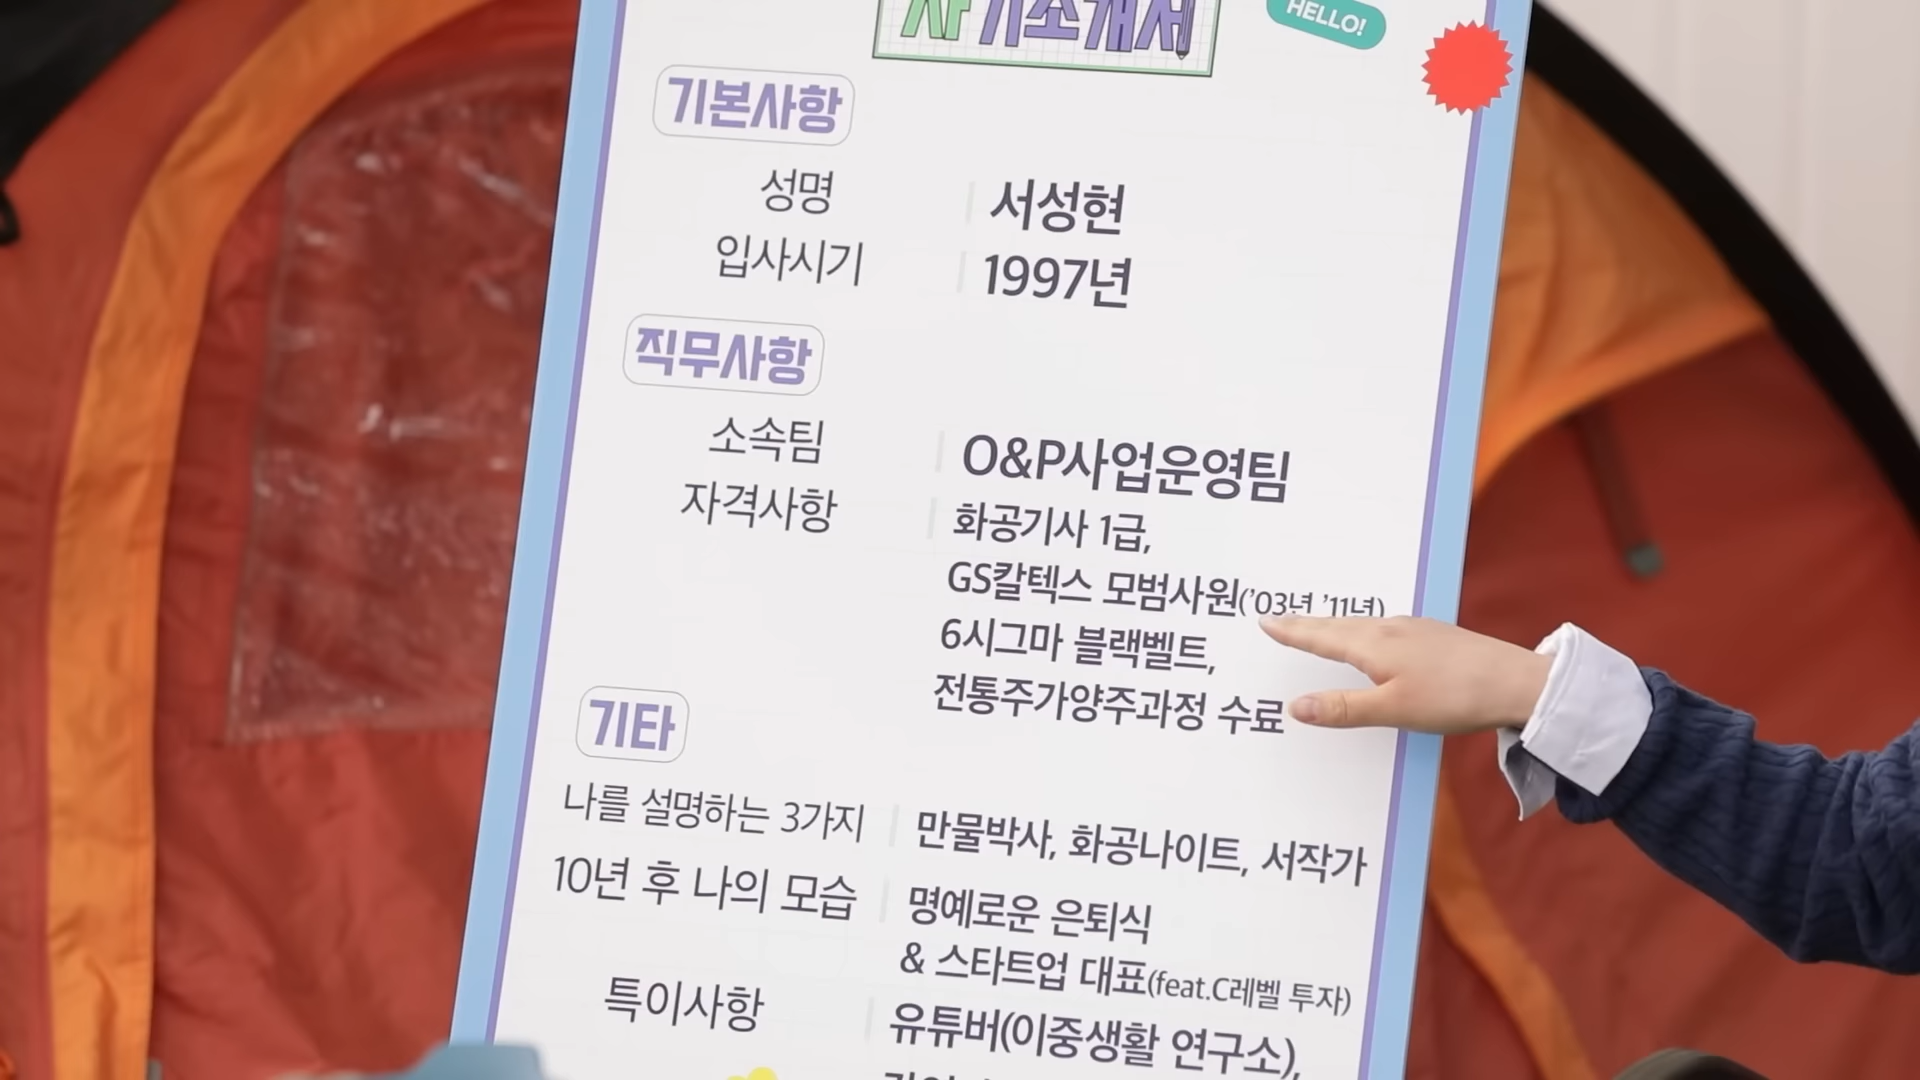 자기소개서
HELLO!
기본사항
성명 서성현
입사시기 1997년
직무사항
소속팀 O&P사업운영팀
자격사항 화공기사 1급,
GS칼텍스 모범사원('03년 '11년)
6시그마 블랙벨트,
전통주가양주과정 수료
기타
나를 설명하는 3가지 만물박사, 화공나이트, 서작가
10년 후 나의 모습 명예로운 은퇴식
& 스타트업 대표(feat.C레벨 투자)
특이사항 유튜버(이중생활 연구소),